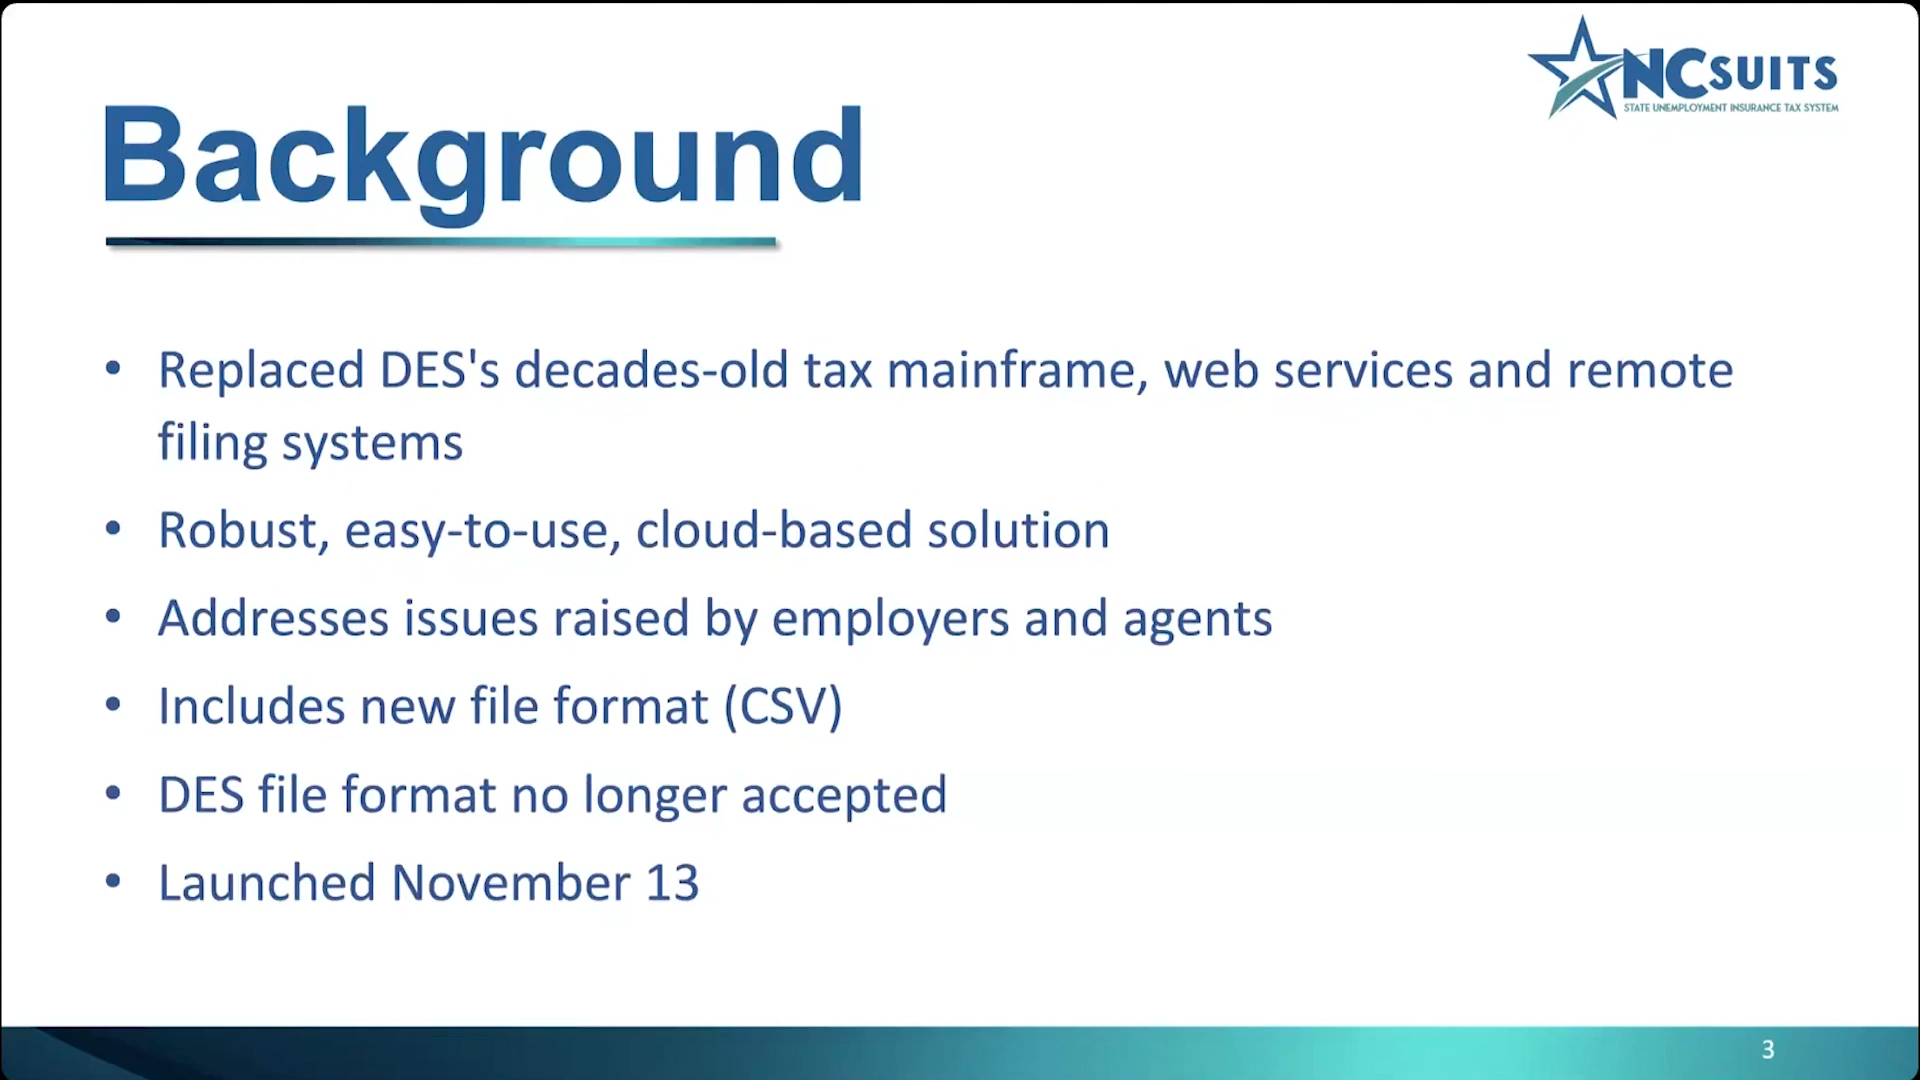 NCSUITS
STATE UNEMPLOYMENT INSURANCE TAX SYSTEM
Background
• Replaced DES's decades-old tax mainframe, web services and remote
filing systems
• Robust, easy-to-use, cloud-based solution
• Addresses issues raised by employers and agents
• Includes new file format (CSV)
• DES file format no longer accepted
• Launched November 13
3